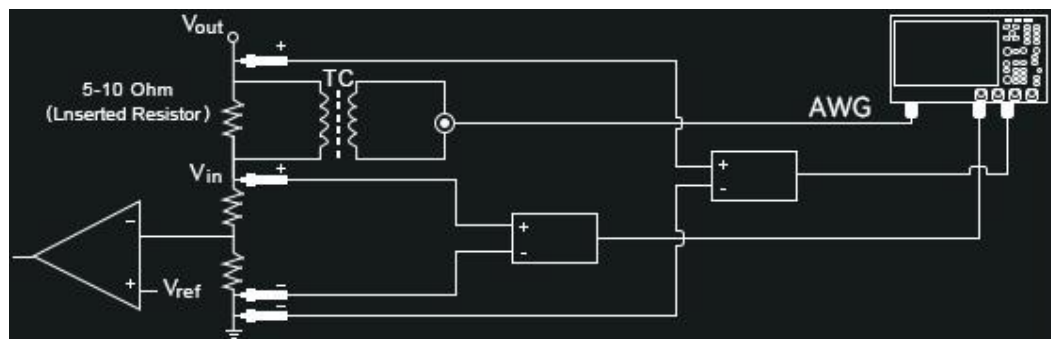 Vout
+
TC
5-10 Ohm
(Lnserted Resistor)
AWG
Vin
+
+
-
-
+
-
+
Vref
-
-